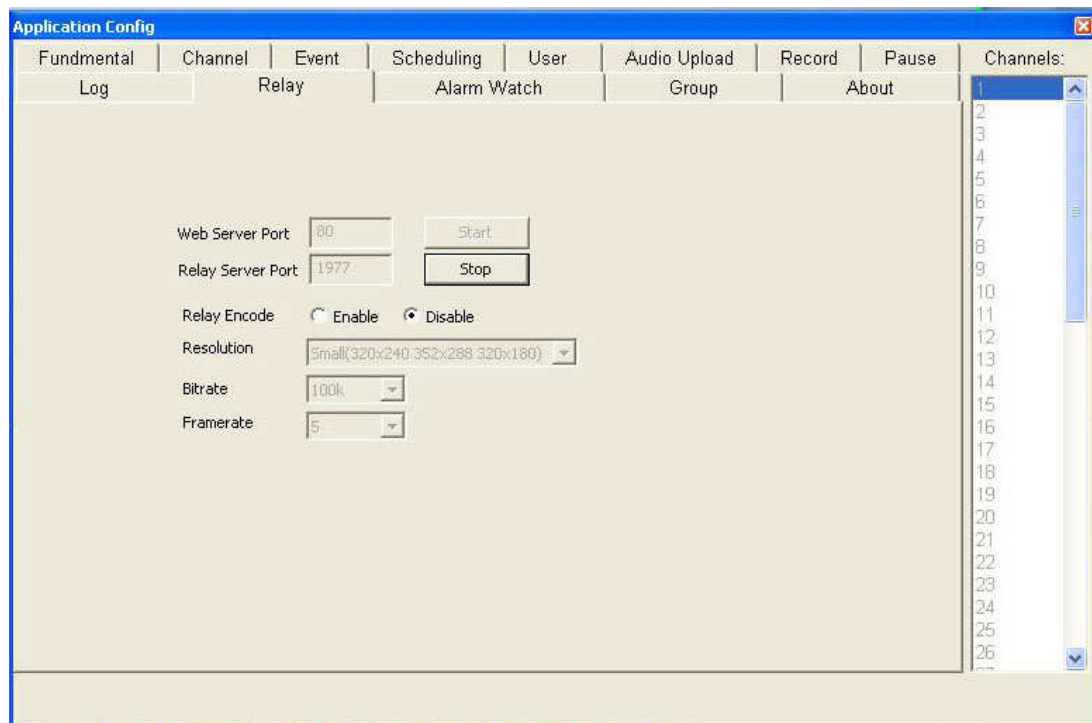 Application Config
Fundmental Channel Event Scheduling User Audio Upload Record Pause Channels:
Log Relay Alarm Watch Group About
1
2
3
4
5
6
7
8
9
10
11
12
13
14
15
16
17
18
19
20
21
22
23
24
25
26
Web Server Port 80 Start
Relay Server Port 1977 Stop
Relay Encode Enable Disable
Resolution Small(320x240 352x288 320x180)
Bitrate 100k
Framerate 5